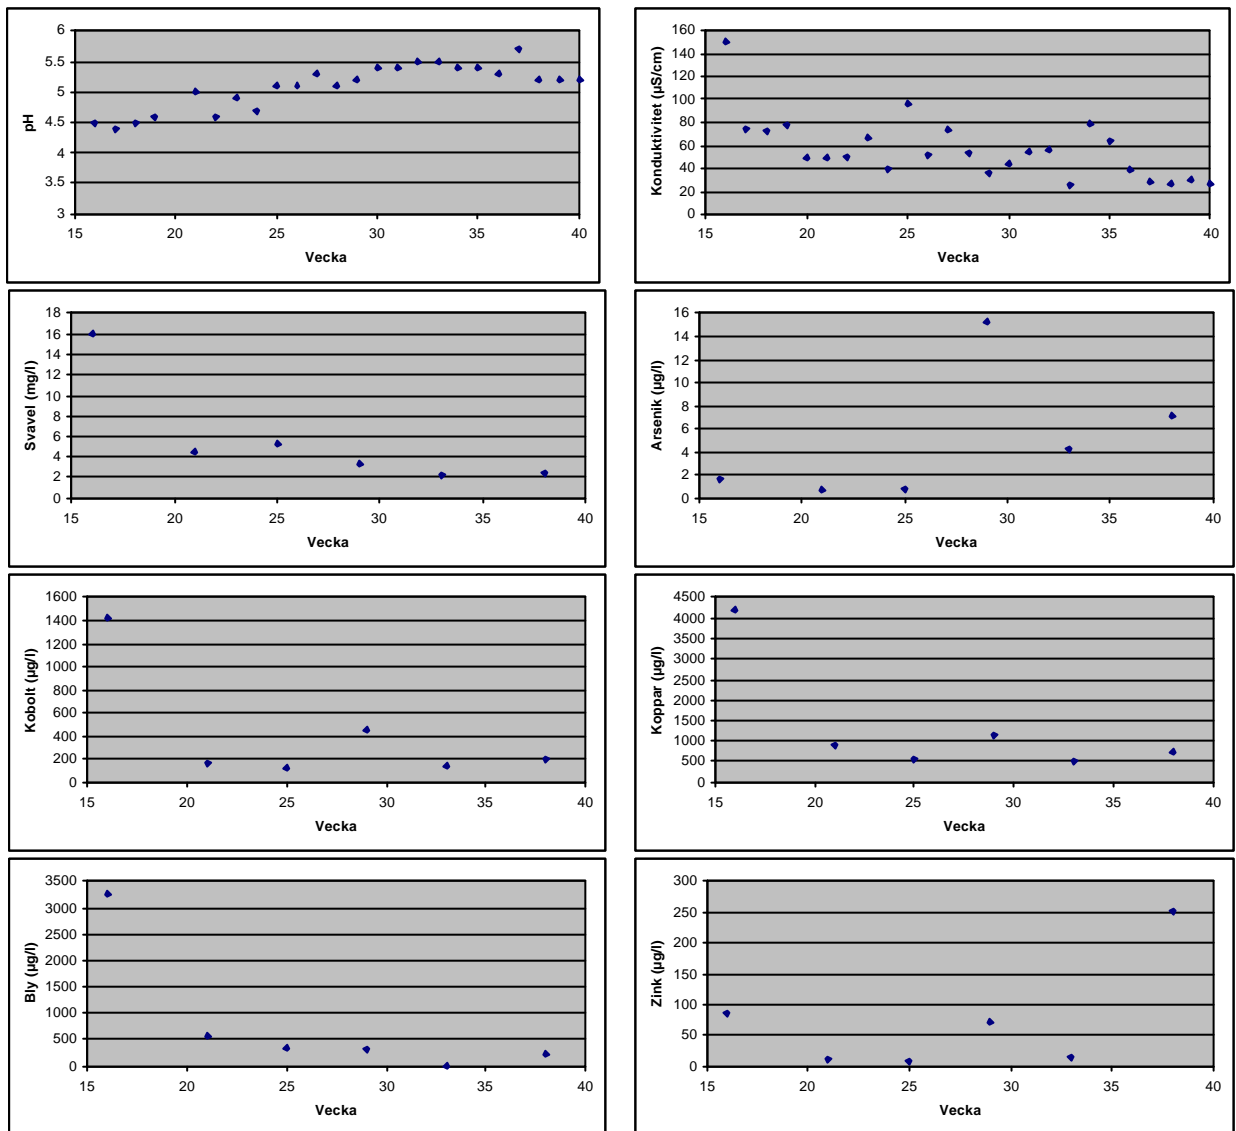 6
5.5
5
4.5
4
3.5
3
pH
15 20 25 30 35 40
Vecka
160
140
120
100
80
60
40
20
0
Konduktivitet (µS/cm)
15 20 25 30 35 40
Vecka
18
16
14
12
10
8
6
4
2
0
Svavel (mg/l)
15 20 25 30 35 40
Vecka
16
14
12
10
8
6
4
2
0
Arsenik (µg/l)
15 20 25 30 35 40
Vecka
1600
1400
1200
1000
800
600
400
200
0
Kobolt (µg/l)
15 20 25 30 35 40
Vecka
4500
4000
3500
3000
2500
2000
1500
1000
500
0
Koppar (µg/l)
15 20 25 30 35 40
Vecka
3500
3000
2500
2000
1500
1000
500
0
Bly (µg/l)
15 20 25 30 35 40
Vecka
300
250
200
150
100
50
0
Zink (µg/l)
15 20 25 30 35 40
Vecka